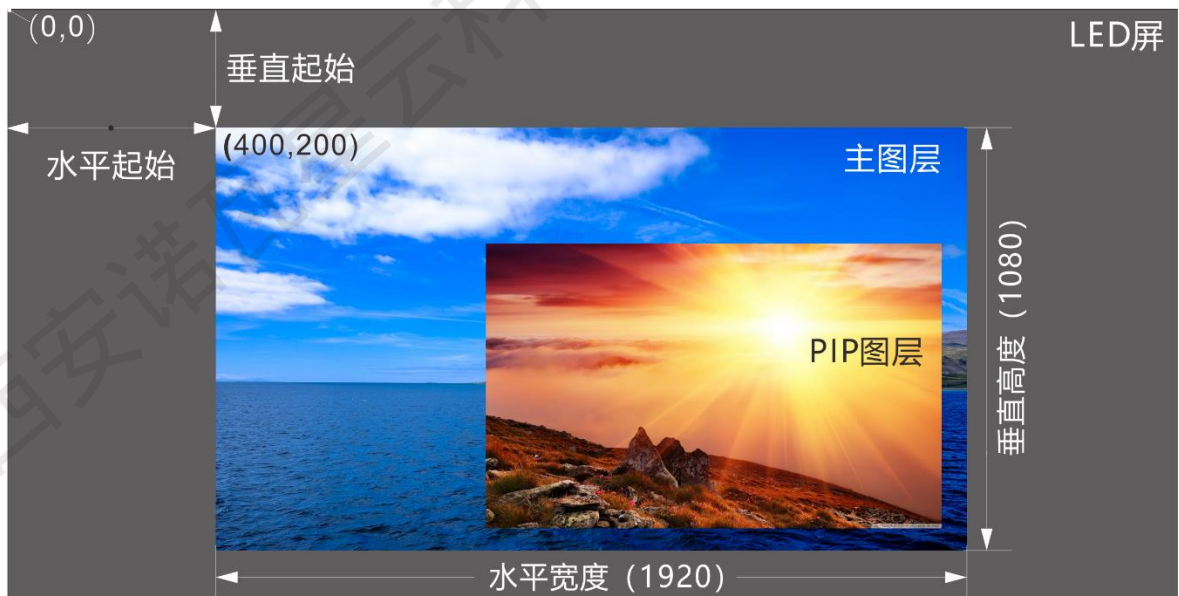 (0,0)
LED屏
垂直起始
水平起始
(400,200)
主图层
PIP图层
垂直高度（1080）
水平宽度（1920）